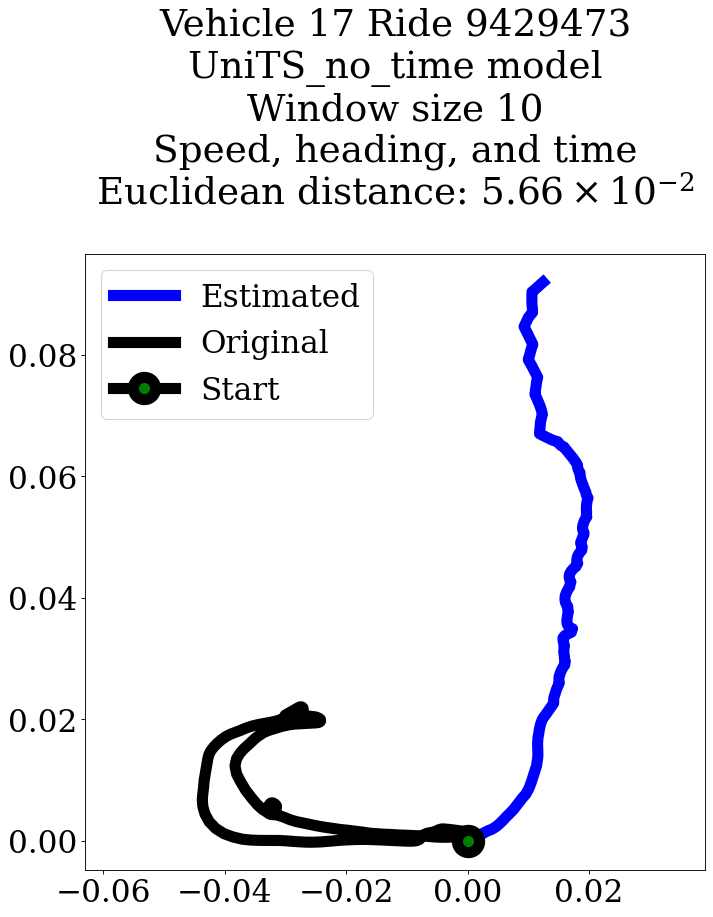 Vehicle 17 Ride 9429473
UniTS_no_time model
Window size 10
Speed, heading, and time
Euclidean distance: 5.66 × 10⁻²
Estimated
Original
Start
0.08
0.06
0.04
0.02
0.00
−0.06 −0.04 −0.02 0.00 0.02